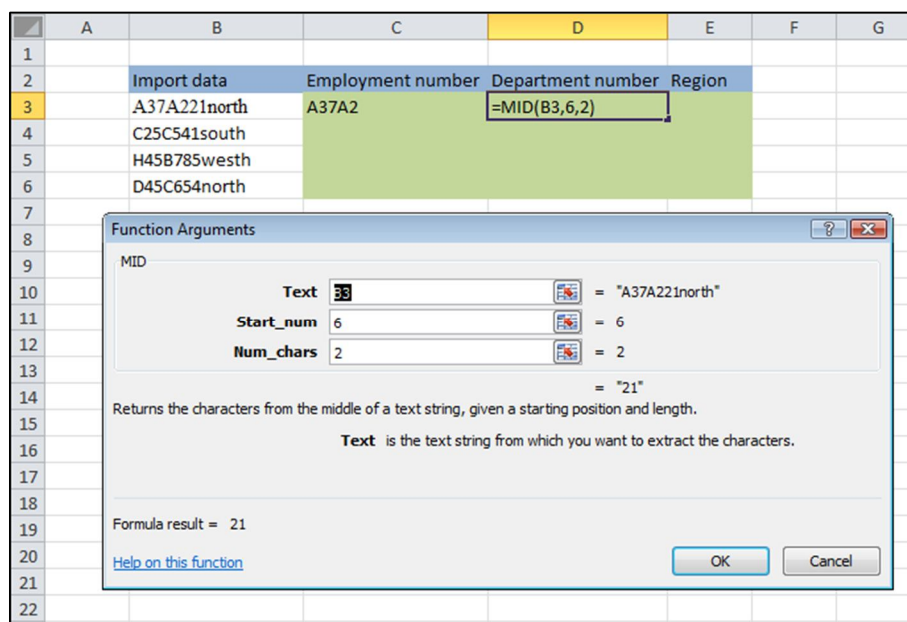 A B C D E F G
1
2 Import data Employment number Department number Region
3 A37A221north A37A2 =MID(B3,6,2)
4 C25C541south
5 H45B785westh
6 D45C654north
7
8 Function Arguments ?
9 MID
10 Text B3 = "A37A221north"
11 Start_num 6 = 6
12 Num_chars 2 = 2
13
14 = "21"
Returns the characters from the middle of a text string, given a starting position and length.
15
16 Text is the text string from which you want to extract the characters.
17
18
19 Formula result = 21
20 Help on this function OK Cancel
21
22